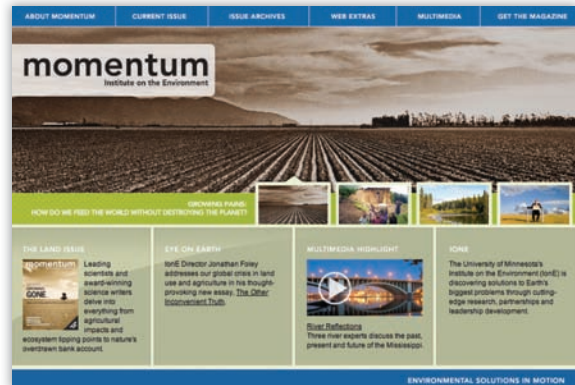 ABOUT MOMENTUM CURRENT ISSUE ISSUE ARCHIVES WEB EXTRAS MULTIMEDIA GET THE MAGAZINE
momentum
Institute on the Environment
GROWING PAINS:
HOW DO WE FEED THE WORLD WITHOUT DESTROYING THE PLANET?
THE LAND ISSUE
momentum
GONE
Leading
scientists and
award-winning
science writers
delve into
everything from
agricultural
impacts and
ecosystem tipping points to nature's
overdrawn bank account.
EYE ON EARTH
IonE Director Jonathan Foley
addresses our global crisis in land
use and agriculture in his thought-
provoking new essay, The Other
Inconvenient Truth.
MULTIMEDIA HIGHLIGHT
River Reflections
Three river experts discuss the past,
present and future of the Mississippi.
IONE
The University of Minnesota's
Institute on the Environment (IonE) is
discovering solutions to Earth's
biggest problems through cutting-
edge research, partnerships and
leadership development.
ENVIRONMENTAL SOLUTIONS IN MOTION